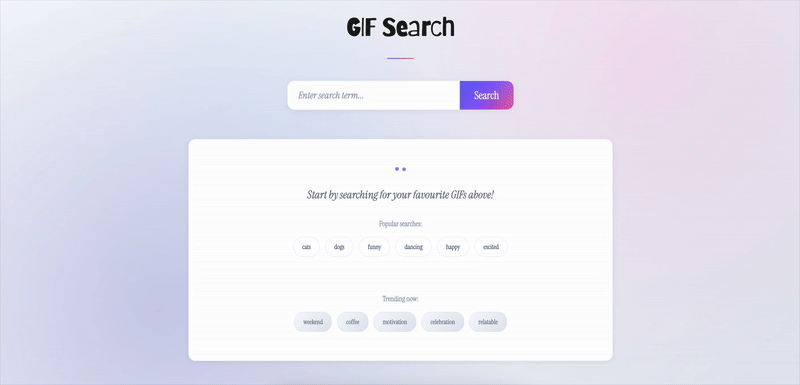 GIF Search
Enter search term...
Search
Start by searching for your favourite GIFs above!
Popular searches:
cats dogs funny dancing happy excited
Trending now:
weekend coffee motivation celebration relatable